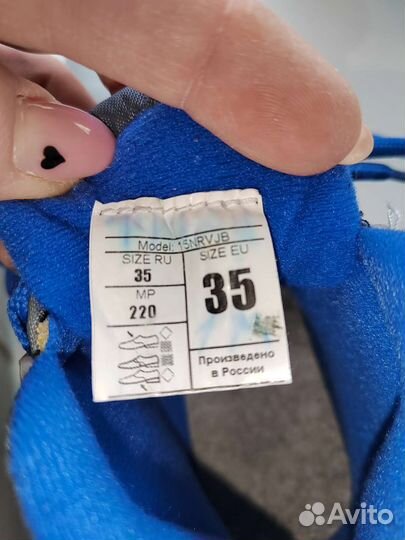 Model: 15NRVJB
SIZE RU
35
MP
220
SIZE EU
35
Произведено
в России
Avito